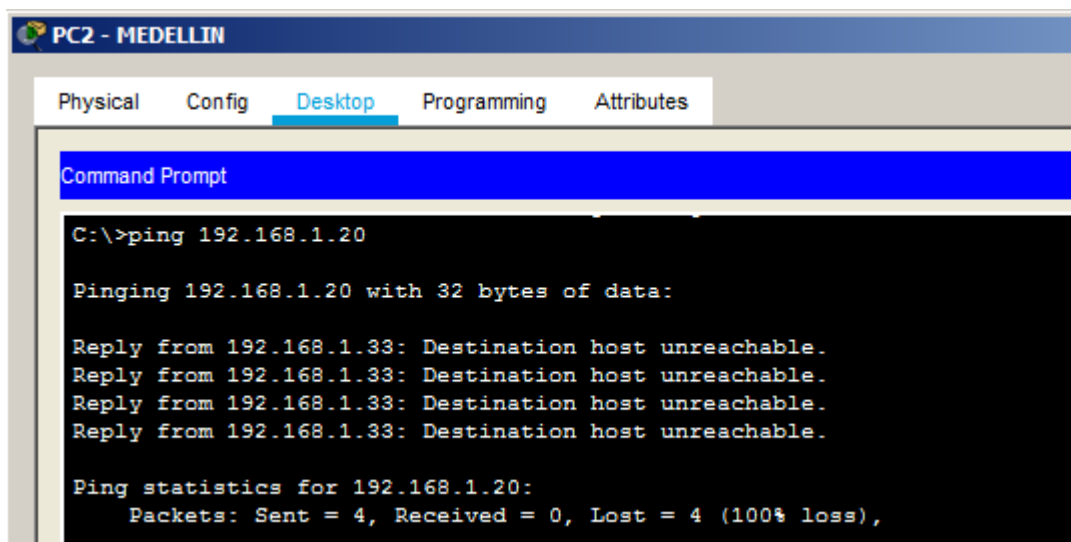 PC2 - MEDELLIN
Physical Config Desktop Programming Attributes
Command Prompt
C:\>ping 192.168.1.20
Pinging 192.168.1.20 with 32 bytes of data:
Reply from 192.168.1.33: Destination host unreachable.
Reply from 192.168.1.33: Destination host unreachable.
Reply from 192.168.1.33: Destination host unreachable.
Reply from 192.168.1.33: Destination host unreachable.
Ping statistics for 192.168.1.20:
Packets: Sent = 4, Received = 0, Lost = 4 (100% loss),